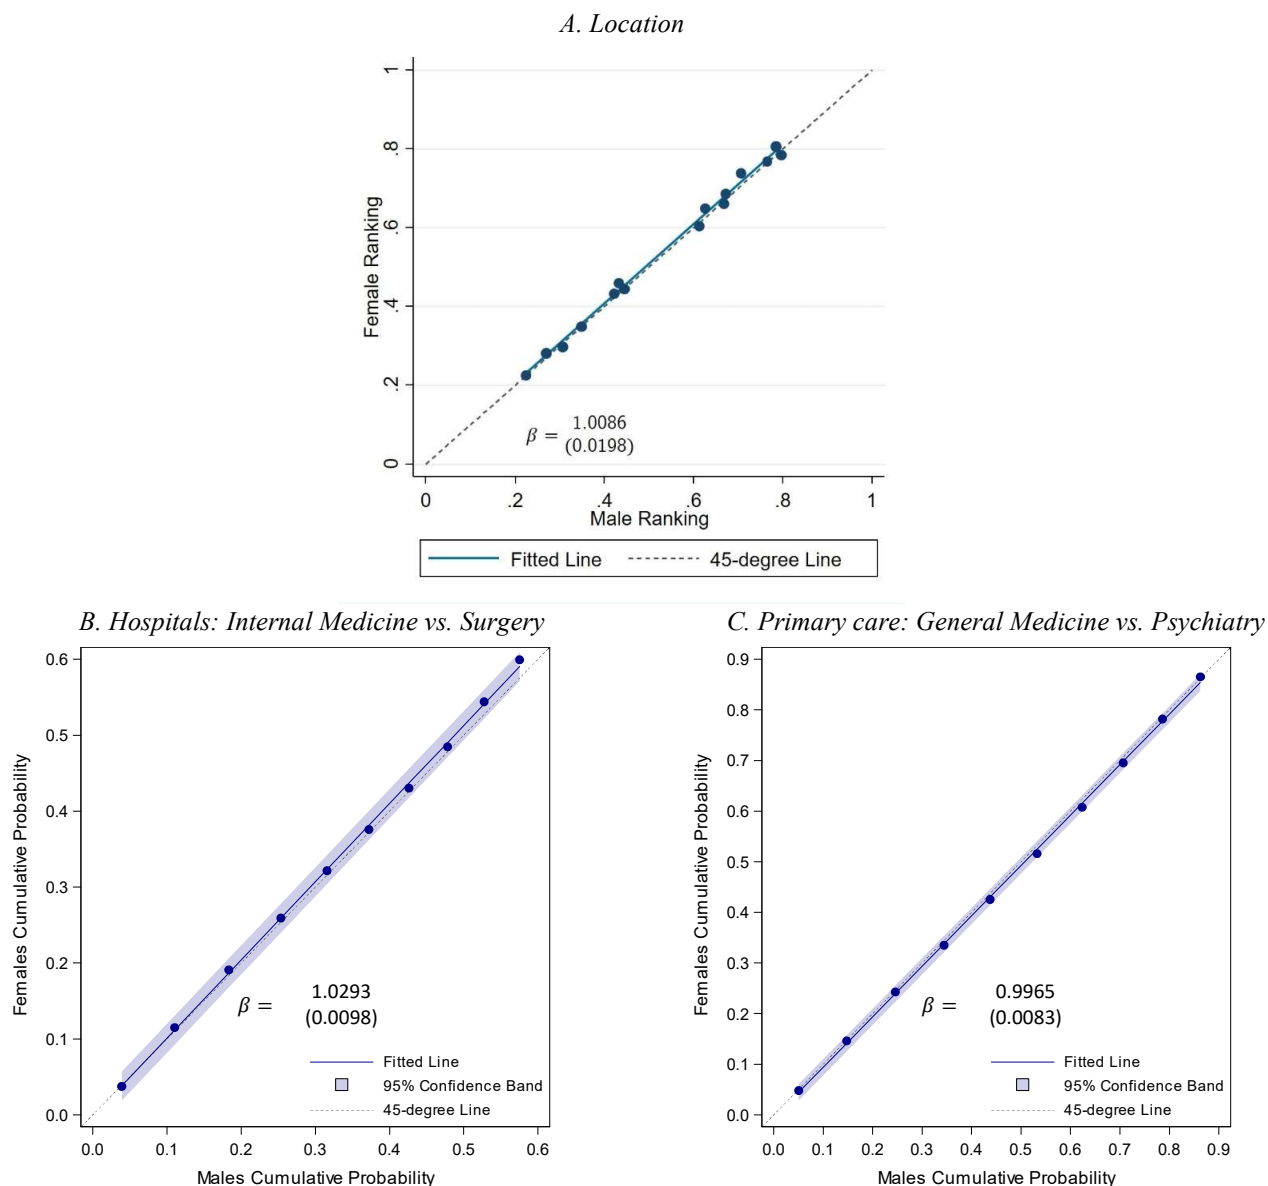 A. Location
1
.8
.6
.4
.2
0
Female Ranking
β = 1.0086
(0.0198)
0 .2 .4 .6 .8 1
Male Ranking
Fitted Line 45-degree Line
B. Hospitals: Internal Medicine vs. Surgery
0.6
0.5
0.4
0.3
0.2
0.1
0.0
Females Cumulative Probability
β = 1.0293
(0.0098)
Fitted Line
95% Confidence Band
45-degree Line
0.0 0.1 0.2 0.3 0.4 0.5 0.6
Males Cumulative Probability
C. Primary care: General Medicine vs. Psychiatry
0.9
0.8
0.7
0.6
0.5
0.4
0.3
0.2
0.1
0.0
Females Cumulative Probability
β = 0.9965
(0.0083)
Fitted Line
95% Confidence Band
45-degree Line
0.0 0.1 0.2 0.3 0.4 0.5 0.6 0.7 0.8 0.9
Males Cumulative Probability